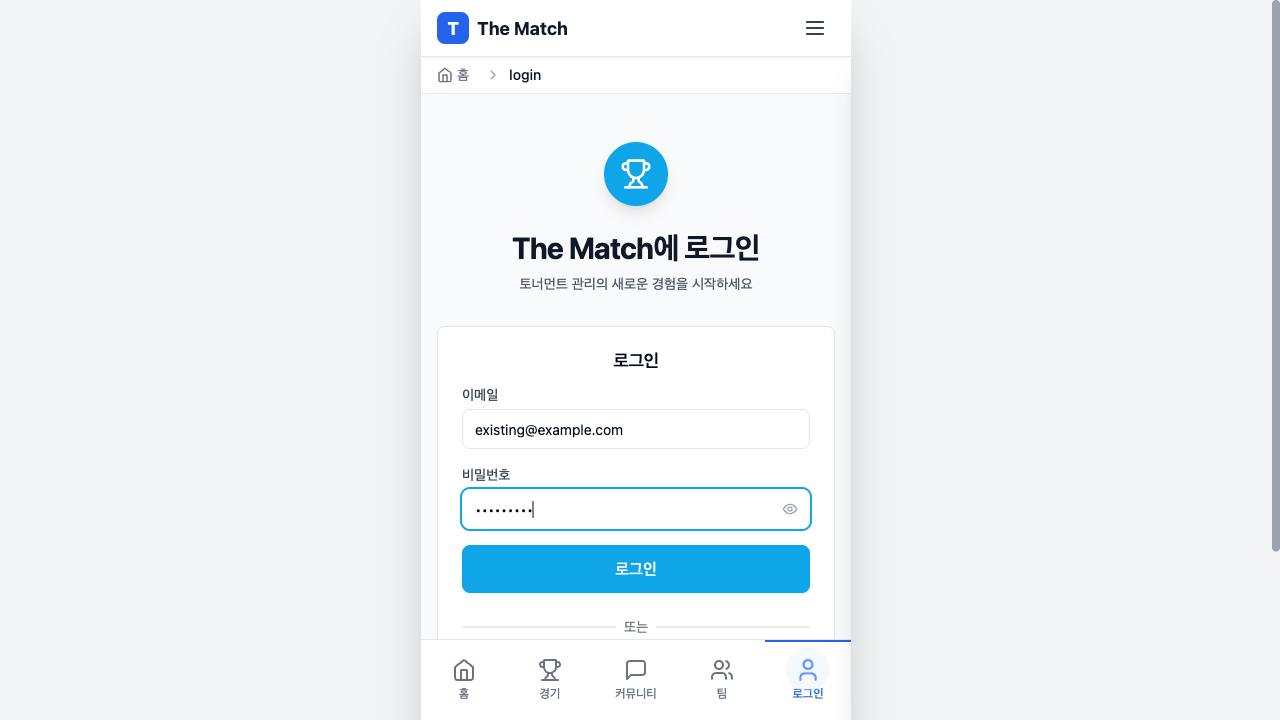 T The Match
홈 login
The Match에 로그인
토너먼트 관리의 새로운 경험을 시작하세요
로그인
이메일
existing@example.com
비밀번호
•••••••••
로그인
또는
홈 경기 커뮤니티 팀 로그인